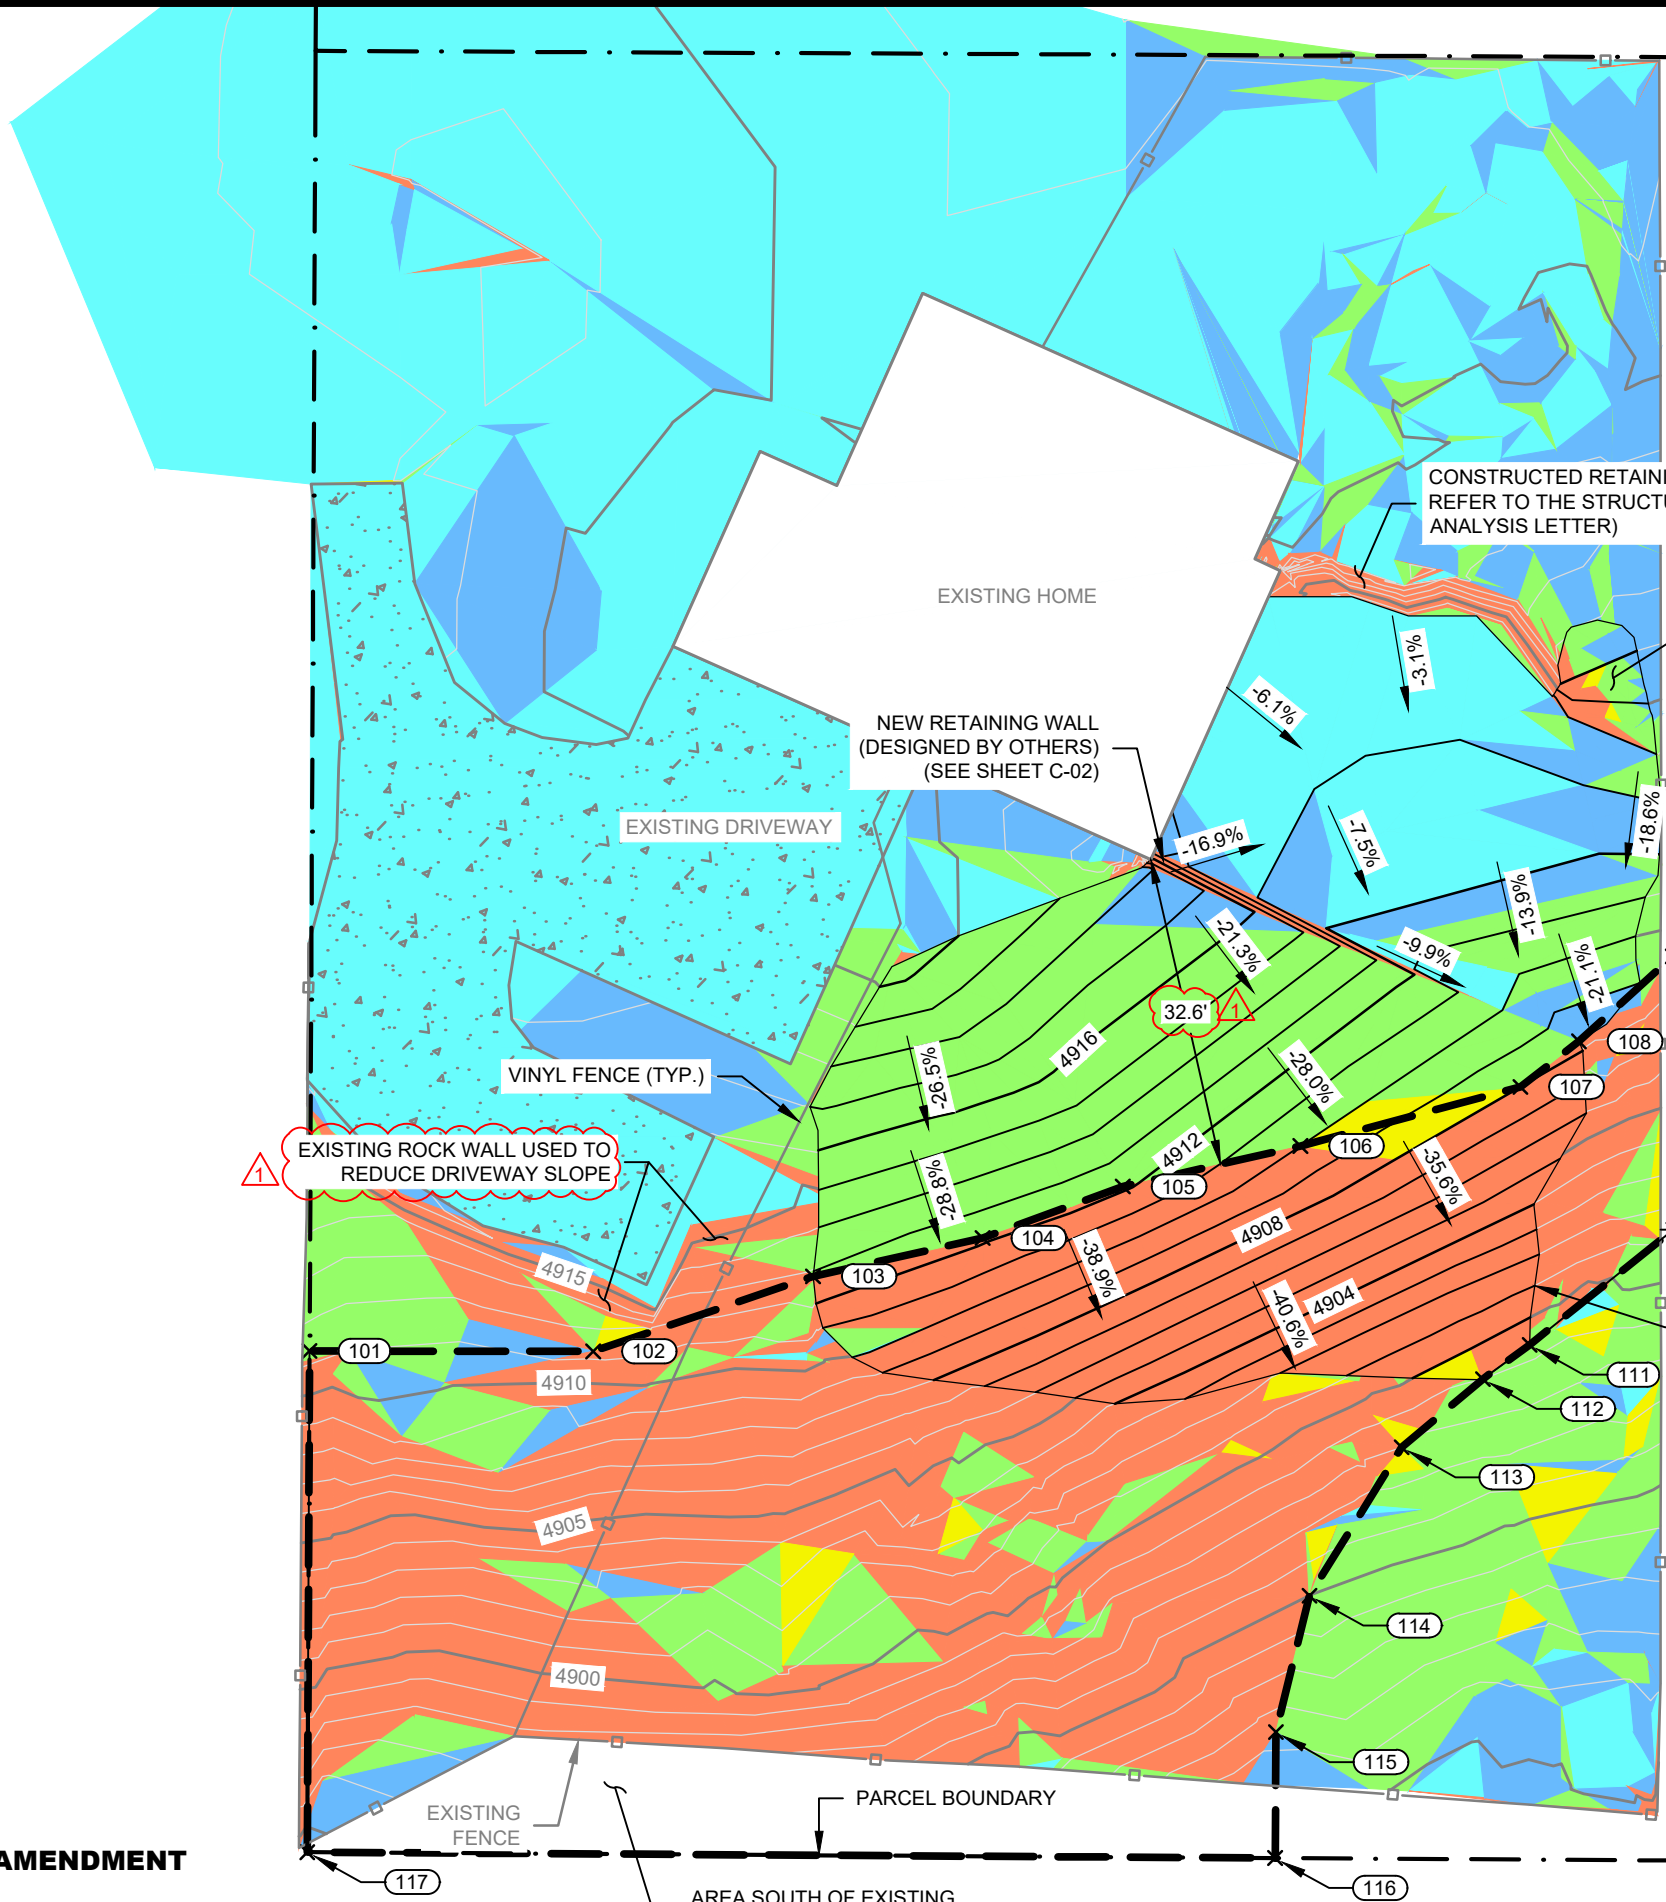 CONSTRUCTED RETAIN
REFER TO THE STRUCT
ANALYSIS LETTER)
EXISTING HOME
-3.1%
-6.1%
NEW RETAINING WALL
(DESIGNED BY OTHERS)
(SEE SHEET C-02)
-18.6%
EXISTING DRIVEWAY
-16.9%
-7.5%
-13.9%
-21.3%
-9.9%
-21.1%
32.6'
1
4916
108
VINYL FENCE (TYP.)
-26.5%
-28.0%
107
EXISTING ROCK WALL USED TO
REDUCE DRIVEWAY SLOPE
1
4912
106
-28.8%
105
-35.6%
104
4908
-38.9%
4915
103
4904
-40.6%
101
102
4910
111
112
113
4905
114
4900
115
PARCEL BOUNDARY
EXISTING
FENCE
AMENDMENT
117
116
AREA SOUTH OF EXISTING